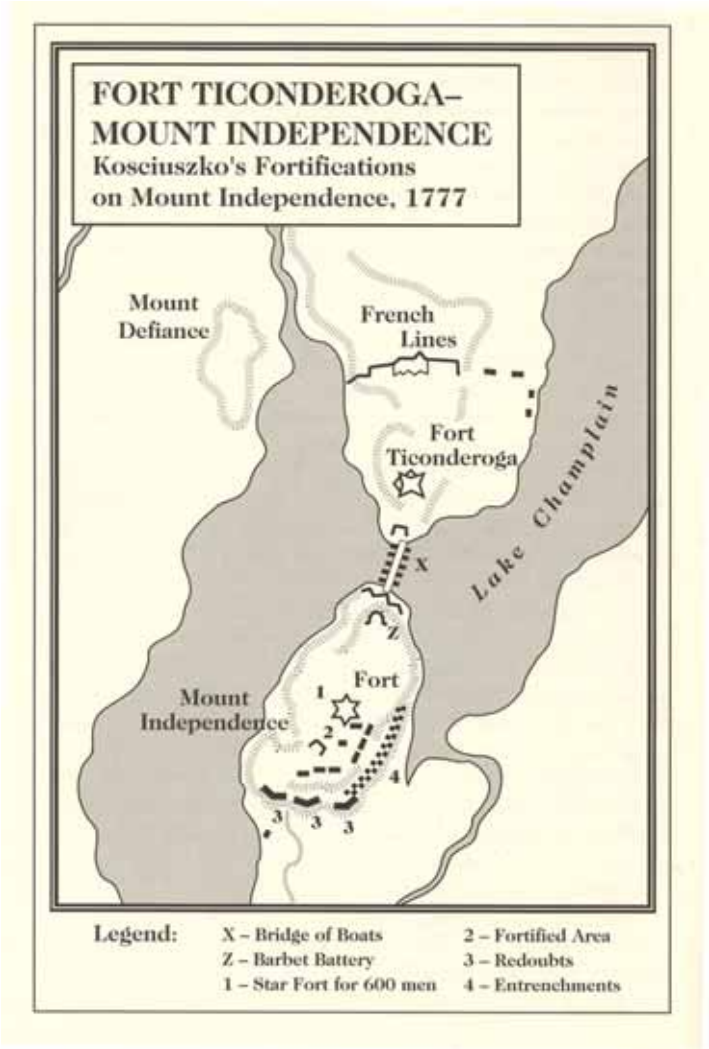 FORT TICONDEROGA–
MOUNT INDEPENDENCE
Kosciuszko's Fortifications
on Mount Independence, 1777
Mount
Defiance
French
Lines
Fort
Ticonderoga
Lake Champlain
X
Z
Fort
1
Mount
Independence
2
4
3
3
3
Legend:
X – Bridge of Boats
Z – Barbet Battery
1 – Star Fort for 600 men
2 – Fortified Area
3 – Redoubts
4 – Entrenchments